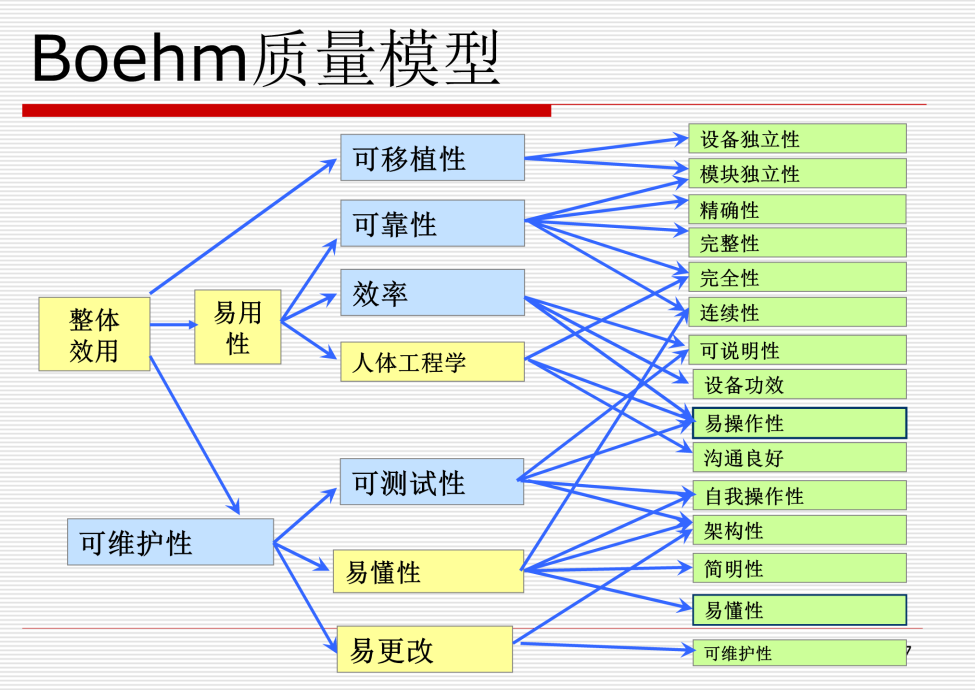 Boehm质量模型
可移植性
可靠性
效率
人体工程学
整体
效用
易用
性
可测试性
可维护性
易懂性
易更改
设备独立性
模块独立性
精确性
完整性
完全性
连续性
可说明性
设备功效
易操作性
沟通良好
自我操作性
架构性
简明性
易懂性
可维护性
7